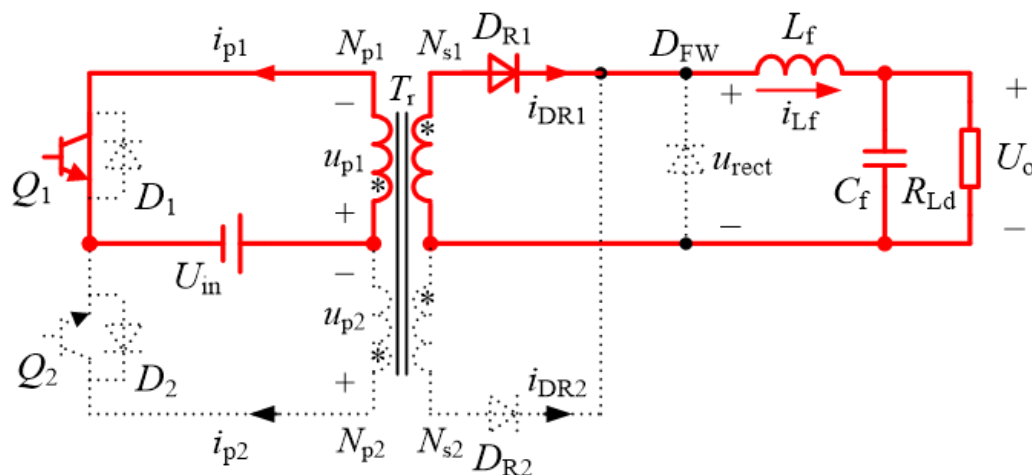 i_p1 N_p1 N_s1 D_R1 D_FW L_f
− T_r * i_DR1 + i_Lf +
Q_1 D_1 u_p1 * u_rect C_f R_Ld U_o
+ − −
U_in −
Q_2 D_2 u_p2 * *
+ i_DR2
i_p2 N_p2 N_s2 D_R2